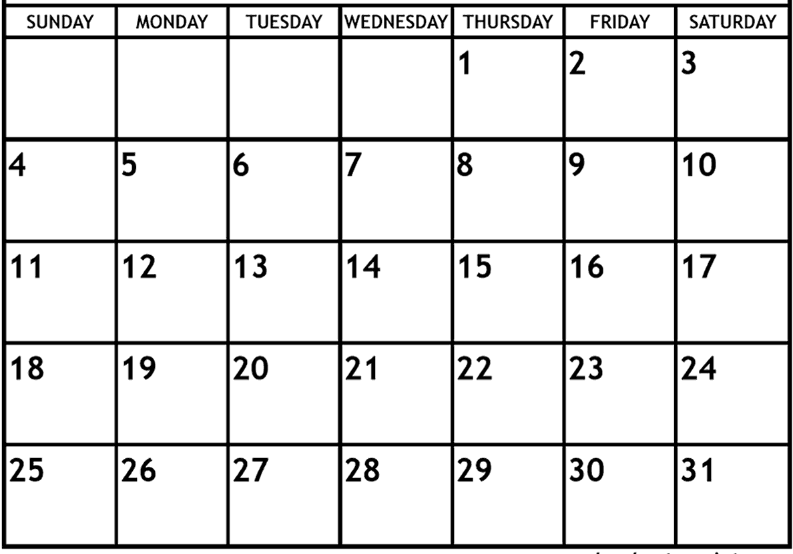 SUNDAY MONDAY TUESDAY WEDNESDAY THURSDAY FRIDAY SATURDAY
1 2 3
4 5 6 7 8 9 10
11 12 13 14 15 16 17
18 19 20 21 22 23 24
25 26 27 28 29 30 31